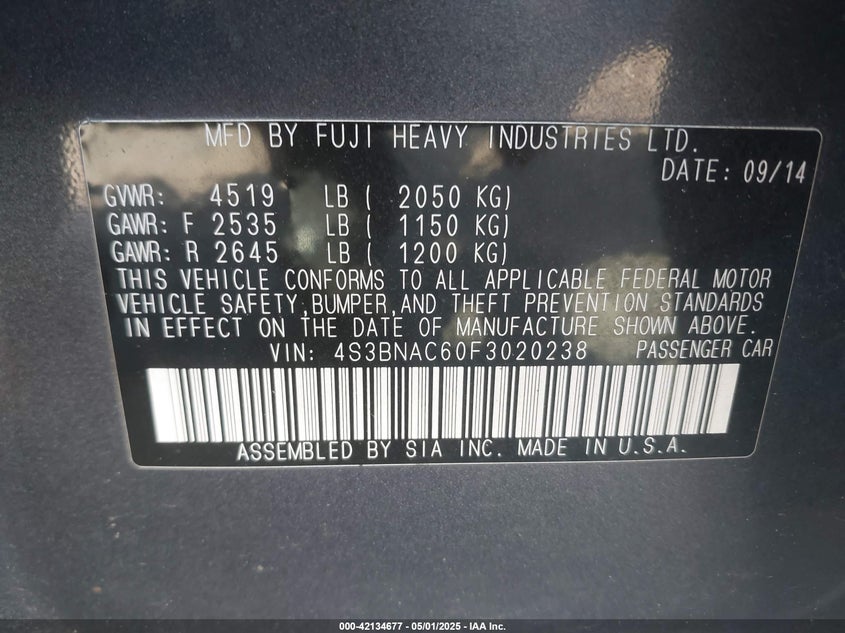 MFD BY FUJI HEAVY INDUSTRIES LTD.
DATE: 09/14
GVWR: 4519 LB ( 2050 KG)
GAWR: F 2535 LB ( 1150 KG)
GAWR: R 2645 LB ( 1200 KG)
THIS VEHICLE CONFORMS TO ALL APPLICABLE FEDERAL MOTOR
VEHICLE SAFETY,BUMPER,AND THEFT PREVENTION STANDARDS
IN EFFECT ON THE DATE OF MANUFACTURE SHOWN ABOVE.
VIN: 4S3BNAC60F3020238 PASSENGER CAR
ASSEMBLED BY SIA INC. MADE IN U.S.A.
000-42134677 - 05/01/2025 - IAA Inc.